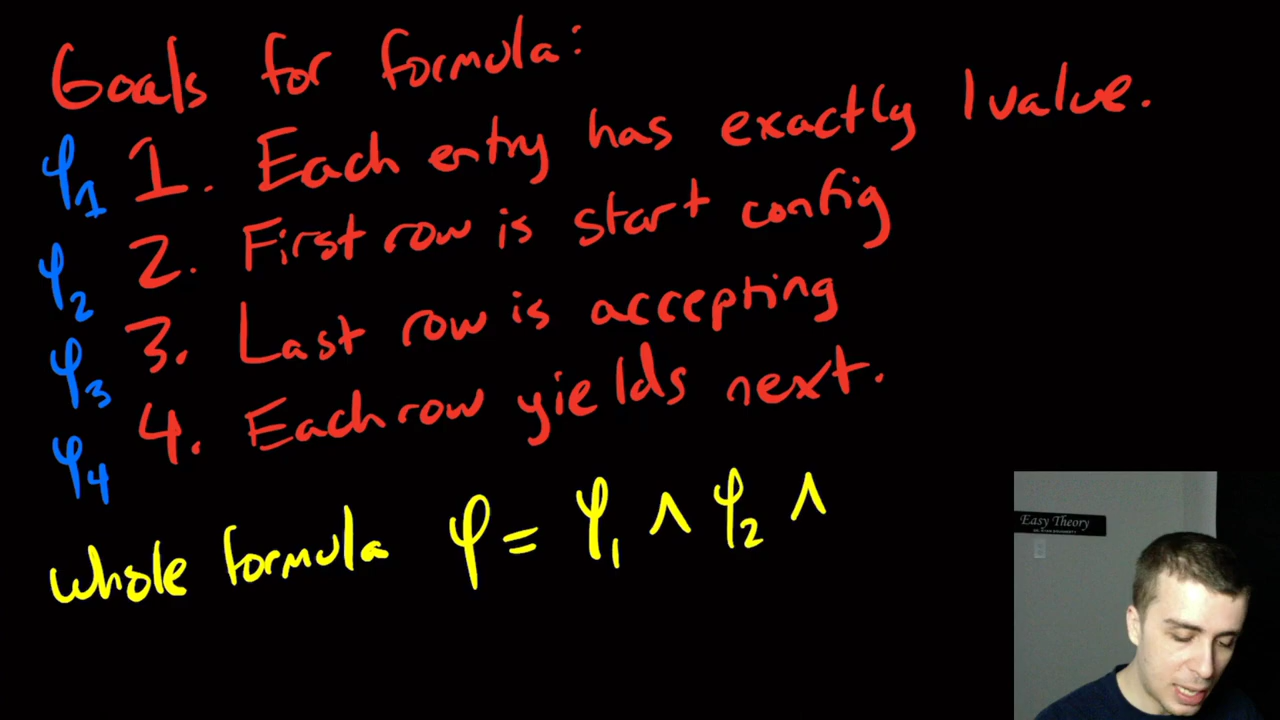 Goals for formula:
φ1 1. Each entry has exactly 1 value.
φ2 2. First row is start config
φ3 3. Last row is accepting
φ4 4. Each row yields next.
whole formula φ = φ1 ∧ φ2 ∧
Easy Theory